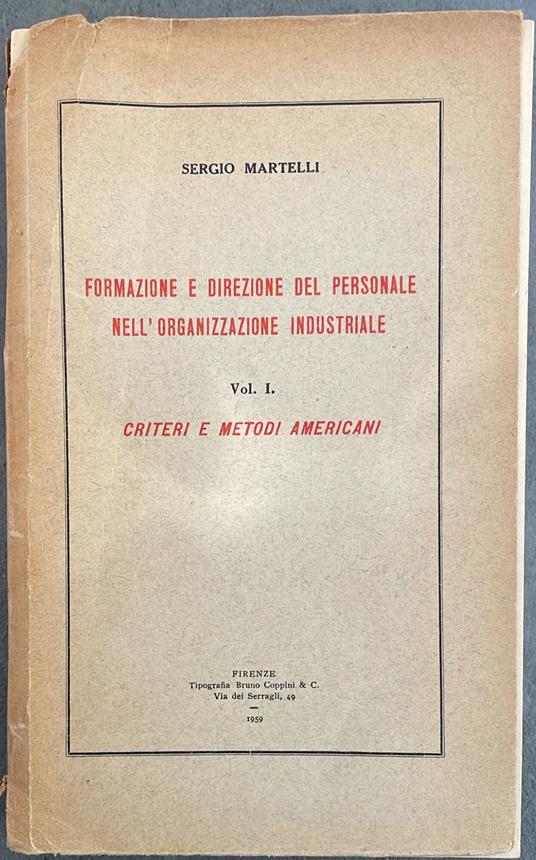 SERGIO MARTELLI
FORMAZIONE E DIREZIONE DEL PERSONALE
NELL'ORGANIZZAZIONE INDUSTRIALE
Vol. I.
CRITERI E METODI AMERICANI
FIRENZE
Tipografia Bruno Coppini & C.
Via dei Serragli, 49
1959